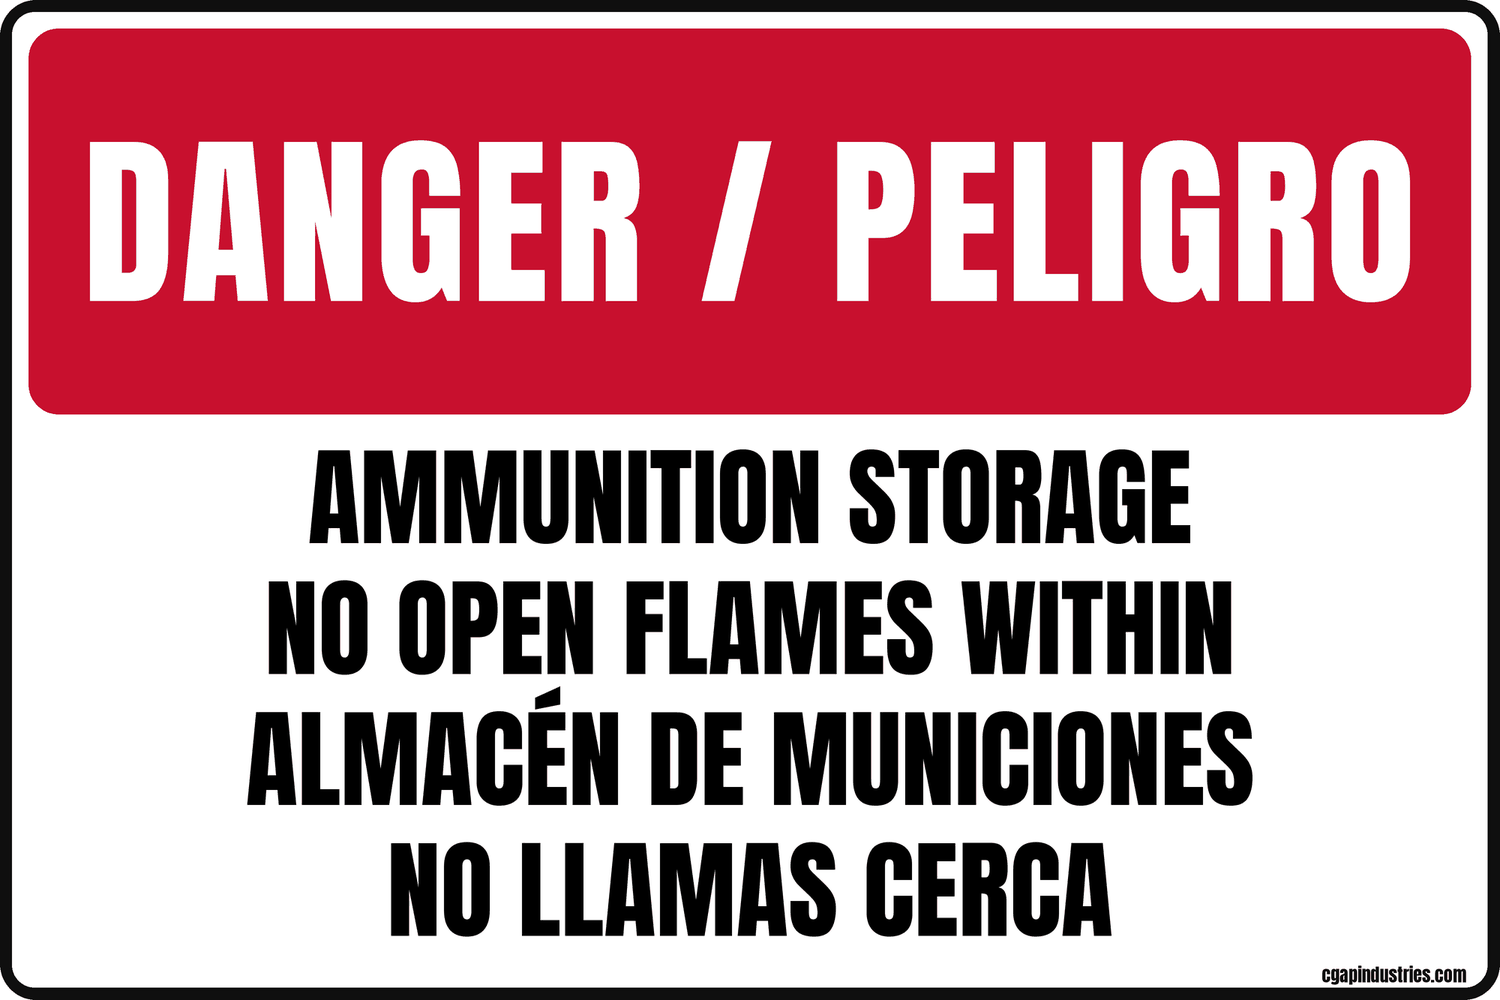 DANGER / PELIGRO
AMMUNITION STORAGE
NO OPEN FLAMES WITHIN
ALMACÉN DE MUNICIONES
NO LLAMAS CERCA
cgapindustries.com